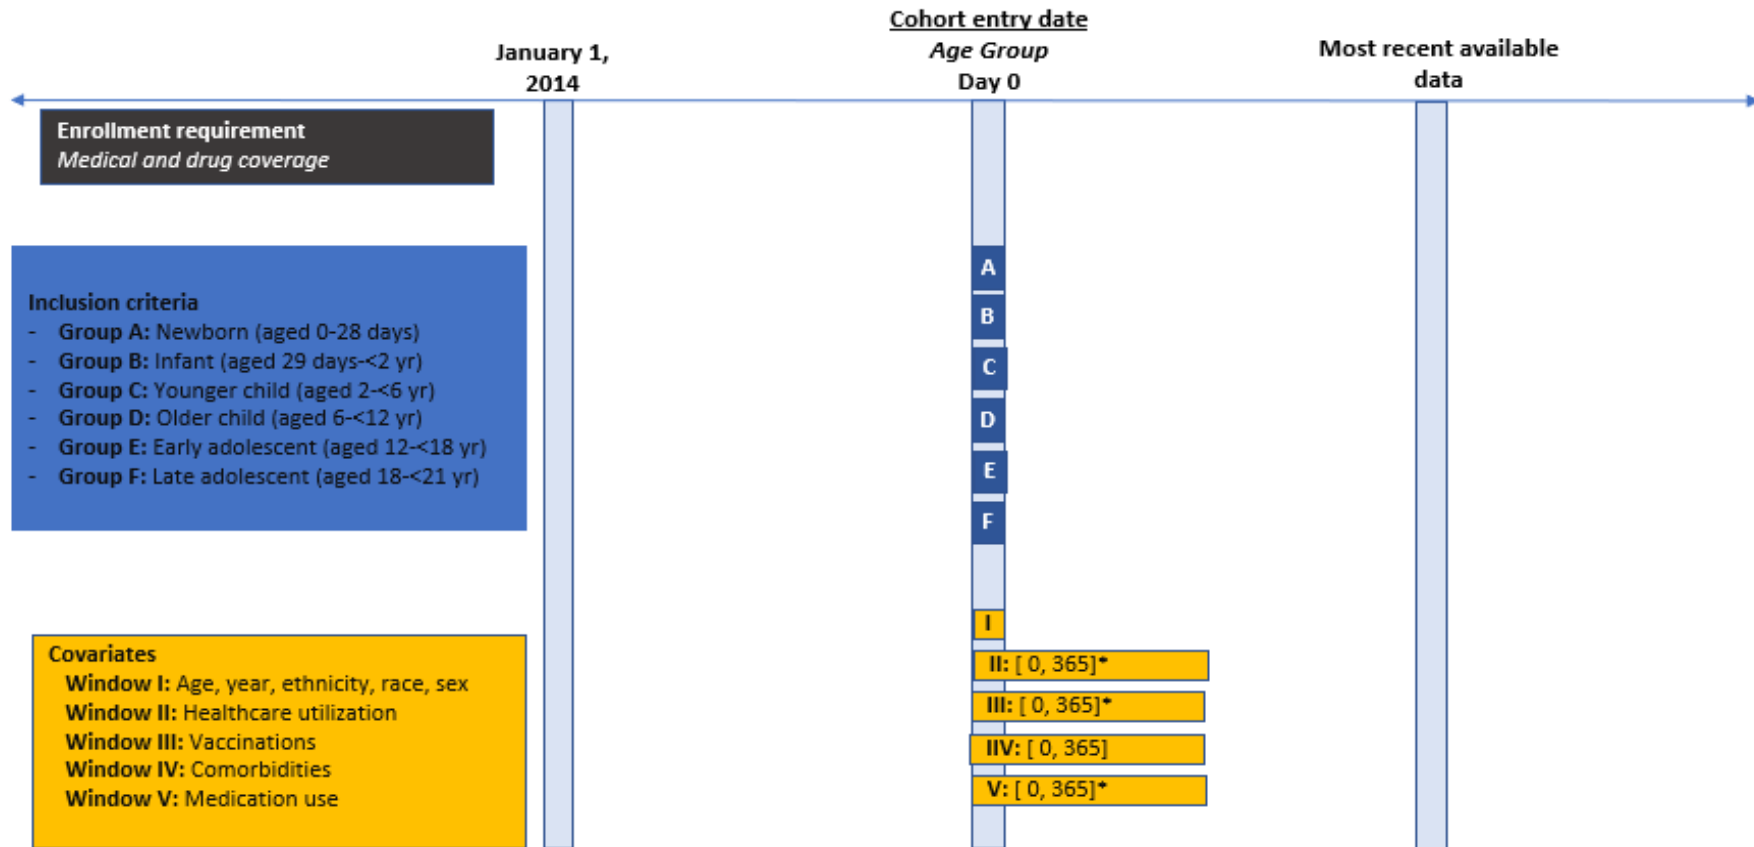 Cohort entry date
Age Group
Day 0
January 1,
2014
Most recent available
data
Enrollment requirement
Medical and drug coverage
Inclusion criteria
- Group A: Newborn (aged 0-28 days)
- Group B: Infant (aged 29 days-<2 yr)
- Group C: Younger child (aged 2-<6 yr)
- Group D: Older child (aged 6-<12 yr)
- Group E: Early adolescent (aged 12-<18 yr)
- Group F: Late adolescent (aged 18-<21 yr)
A
B
C
D
E
F
Covariates
Window I: Age, year, ethnicity, race, sex
Window II: Healthcare utilization
Window III: Vaccinations
Window IV: Comorbidities
Window V: Medication use
I
II: [ 0, 365]*
III: [ 0, 365]*
IIV: [ 0, 365]
V: [ 0, 365]*